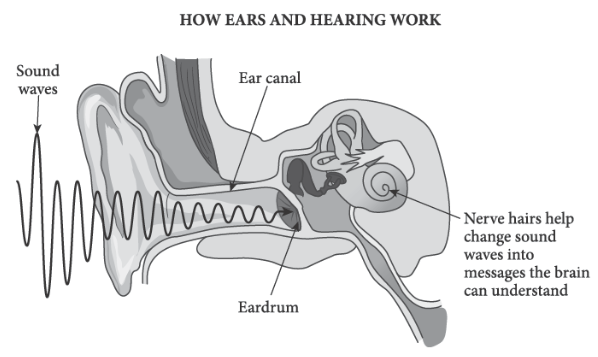 HOW EARS AND HEARING WORK
Sound
waves
Ear canal
Nerve hairs help
change sound
waves into
messages the brain
can understand
Eardrum